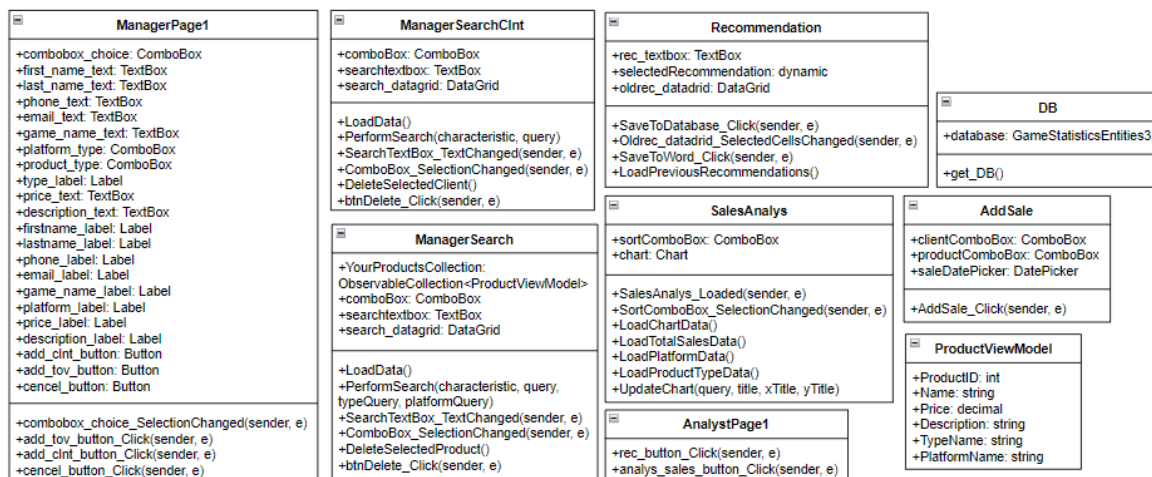 ManagerPage1
+combobox_choice: ComboBox
+first_name_text: TextBox
+last_name_text: TextBox
+phone_text: TextBox
+email_text: TextBox
+game_name_text: TextBox
+platform_type: ComboBox
+product_type: ComboBox
+type_label: Label
+price_text: TextBox
+description_text: TextBox
+firstname_label: Label
+lastname_label: Label
+phone_label: Label
+email_label: Label
+game_name_label: Label
+platform_label: Label
+price_label: Label
+description_label: Label
+add_clnt_button: Button
+add_tov_button: Button
+cencel_button: Button
+combobox_choice_SelectionChanged(sender, e)
+add_tov_button_Click(sender, e)
+add_clnt_button_Click(sender, e)
+cencel_button_Click(sender, e)
ManagerSearchClnt
+comboBox: ComboBox
+searchtextbox: TextBox
+search_datagrid: DataGrid
+LoadData()
+PerformSearch(characteristic, query)
+SearchTextBox_TextChanged(sender, e)
+ComboBox_SelectionChanged(sender, e)
+DeleteSelectedClient()
+btnDelete_Click(sender, e)
ManagerSearch
+YourProductsCollection:
ObservableCollection<ProductViewModel>
+comboBox: ComboBox
+searchtextbox: TextBox
+search_datagrid: DataGrid
+LoadData()
+PerformSearch(characteristic, query,
typeQuery, platformQuery)
+SearchTextBox_TextChanged(sender, e)
+ComboBox_SelectionChanged(sender, e)
+DeleteSelectedProduct()
+btnDelete_Click(sender, e)
Recommendation
+rec_textbox: TextBox
+selectedRecommendation: dynamic
+oldrec_datadrid: DataGrid
+SaveToDatabase_Click(sender, e)
+Oldrec_datadrid_SelectedCellsChanged(sender, e)
+SaveToWord_Click(sender, e)
+LoadPreviousRecommendations()
SalesAnalys
+sortComboBox: ComboBox
+chart: Chart
+SalesAnalys_Loaded(sender, e)
+SortComboBox_SelectionChanged(sender, e)
+LoadChartData()
+LoadTotalSalesData()
+LoadPlatformData()
+LoadProductTypeData()
+UpdateChart(query, title, xTitle, yTitle)
AnalystPage1
+rec_button_Click(sender, e)
+analys_sales_button_Click(sender, e)
DB
+database: GameStatisticsEntities3
+get_DB()
AddSale
+clientComboBox: ComboBox
+productComboBox: ComboBox
+saleDatePicker: DatePicker
+AddSale_Click(sender, e)
ProductViewModel
+ProductID: int
+Name: string
+Price: decimal
+Description: string
+TypeName: string
+PlatformName: string